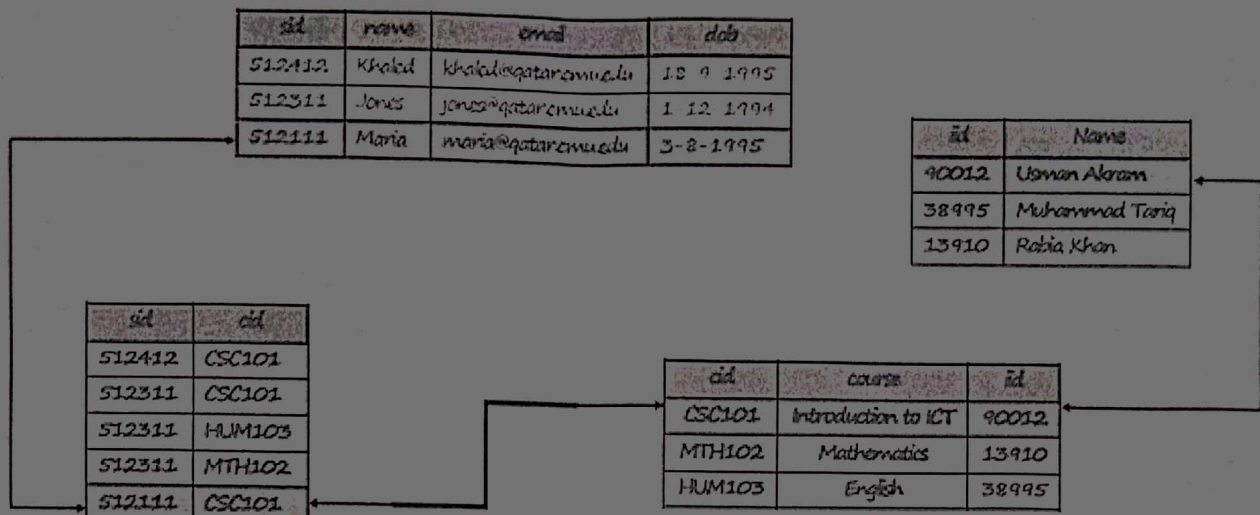 sid name email dob
512412 Khaled khaled@qatar.cmu.edu 18-9-1995
512311 Jones jones@qatar.cmu.edu 1-12-1994
512111 Maria maria@qatar.cmu.edu 3-8-1995
iid Name
90012 Usman Akram
38995 Muhammad Tariq
13910 Rabia Khan
sid cid
512412 CSC101
512311 CSC101
512311 HUM103
512311 MTH102
512111 CSC101
cid course iid
CSC101 Introduction to ICT 90012
MTH102 Mathematics 13910
HUM103 English 38995